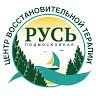 ЦЕНТР ВОССТАНОВИТЕЛЬНОЙ ТЕРАПИИ
РУСЬ
ПОДМОСКОВНАЯ